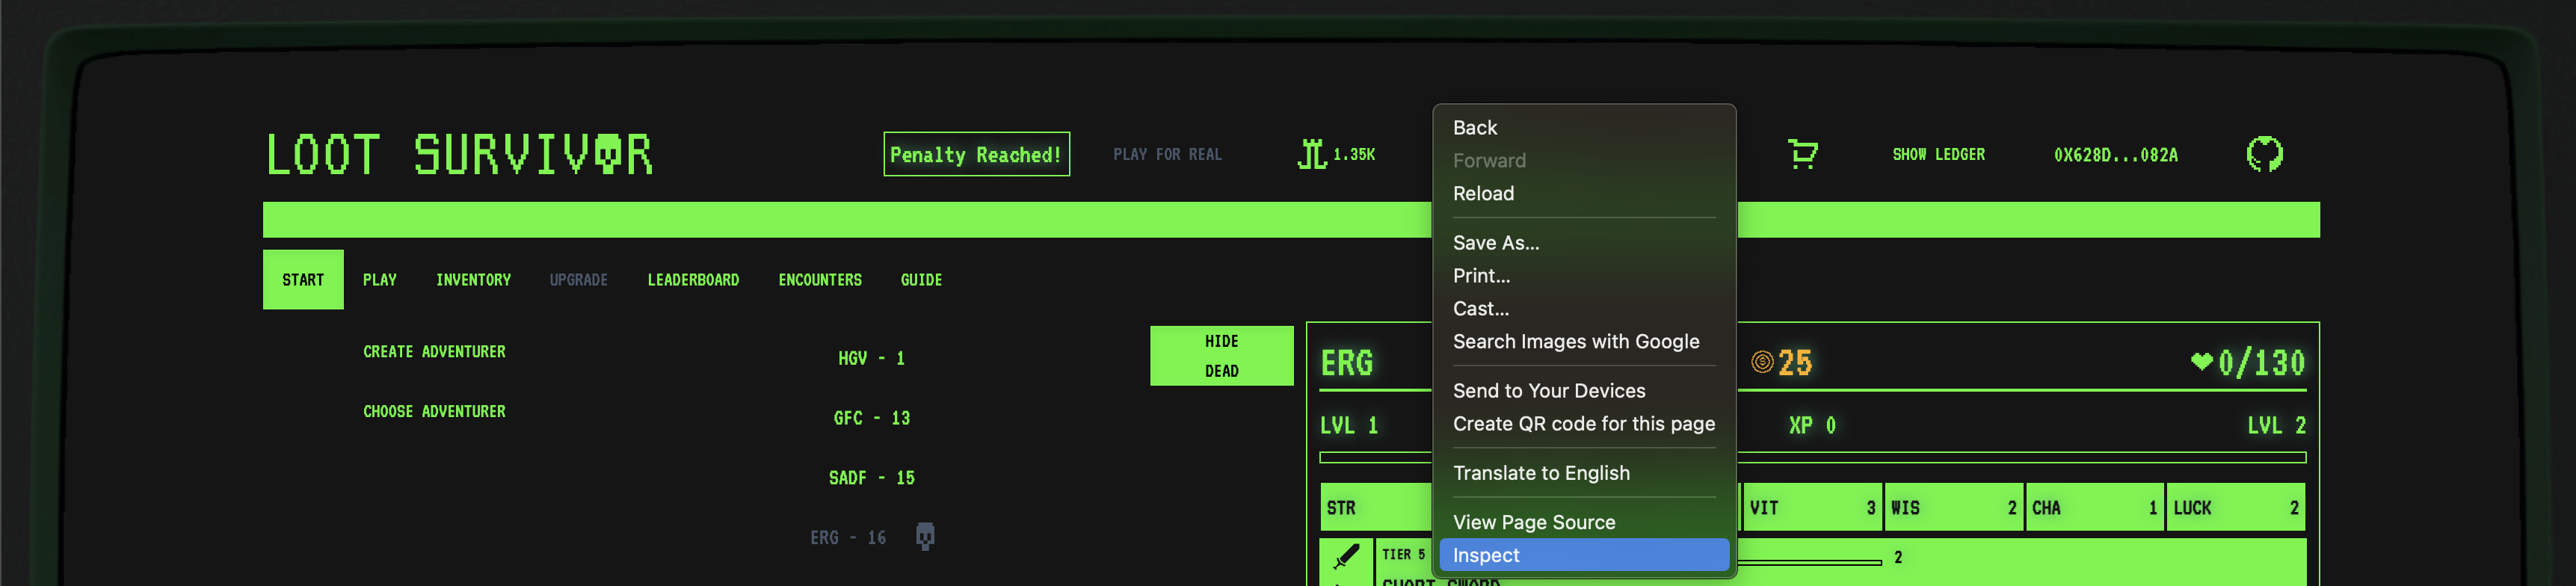 LOOT SURVIVOR
Penalty Reached!
PLAY FOR REAL
1.35K
SHOW LEDGER
0X628D...082A
START
PLAY
INVENTORY
UPGRADE
LEADERBOARD
ENCOUNTERS
GUIDE
CREATE ADVENTURER
CHOOSE ADVENTURER
HGV - 1
GFC - 13
SADF - 15
ERG - 16
HIDE
DEAD
ERG
25
0/130
LVL 1
XP 0
LVL 2
STR
VIT 3
WIS 2
CHA 1
LUCK 2
TIER 5
2
SHORT SWORD
Back
Forward
Reload
Save As...
Print...
Cast...
Search Images with Google
Send to Your Devices
Create QR code for this page
Translate to English
View Page Source
Inspect